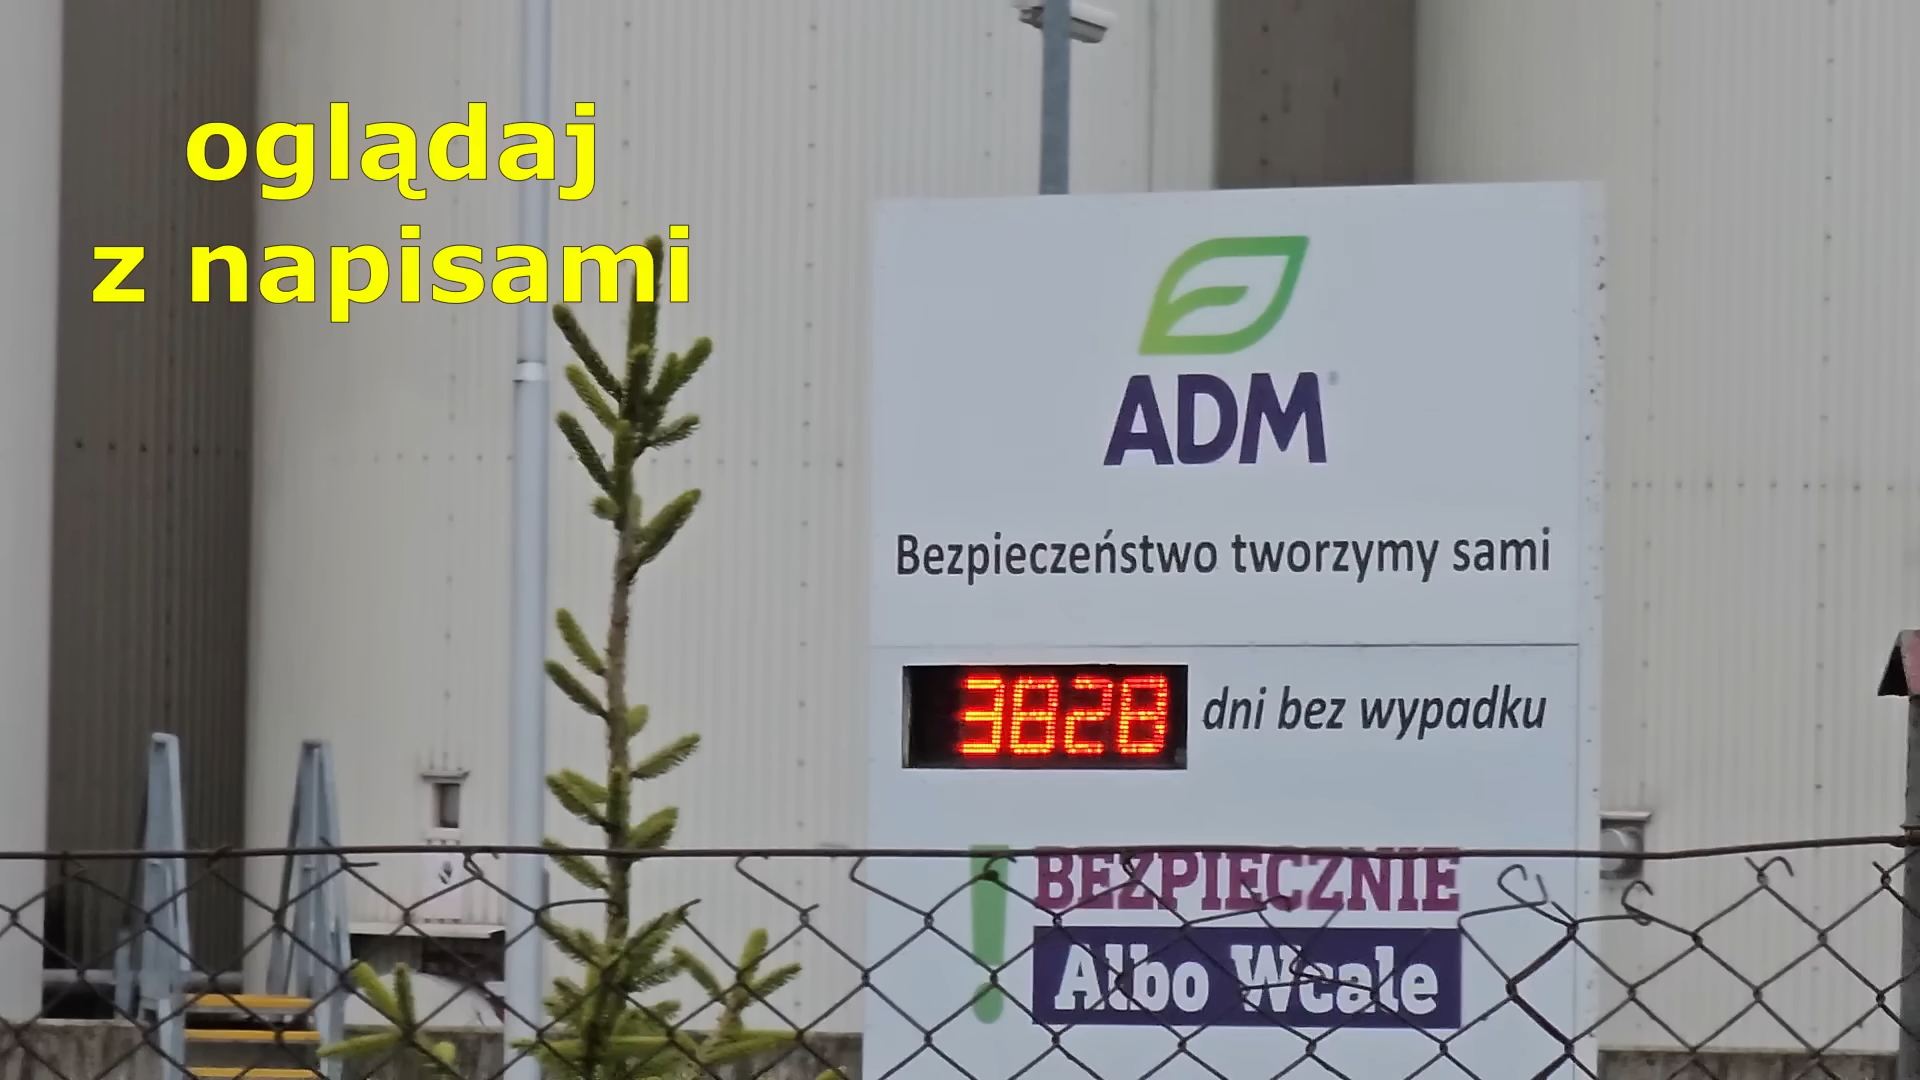 oglądaj
z napisami
ADM
Bezpieczeństwo tworzymy sami
3828 dni bez wypadku
! BEZPIECZNIE
Albo Wcale